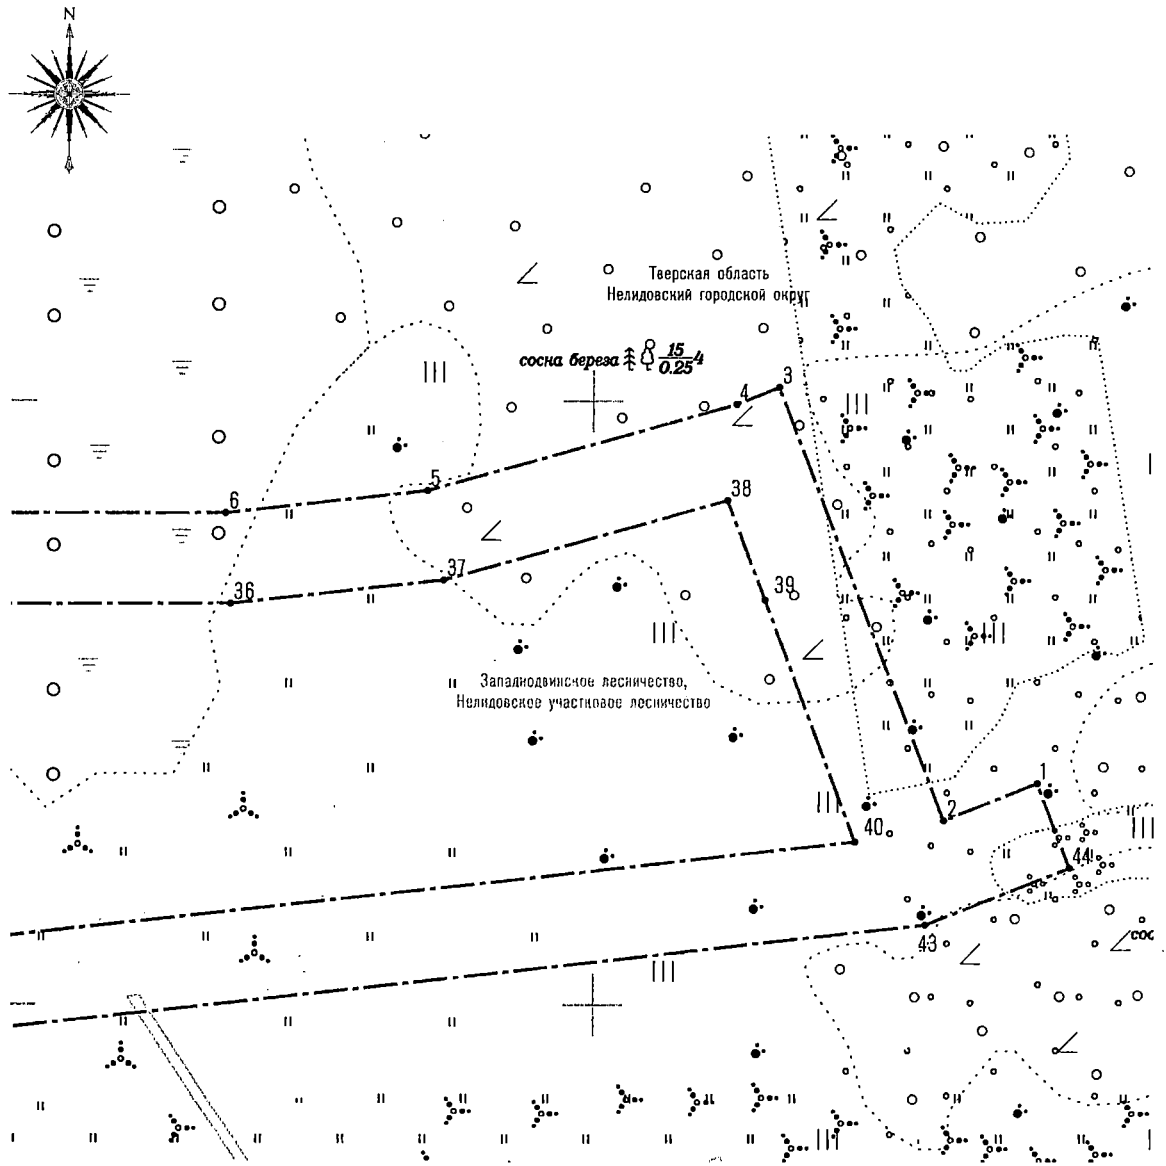 N
Тверская область
Нелидовский городской округ
сосна береза 15/0.25 4
3
4
5
6
38
37
36
39
Западнодвинское лесничество,
Нелидовское участковое лесничество
1
2
40
44
43
сос